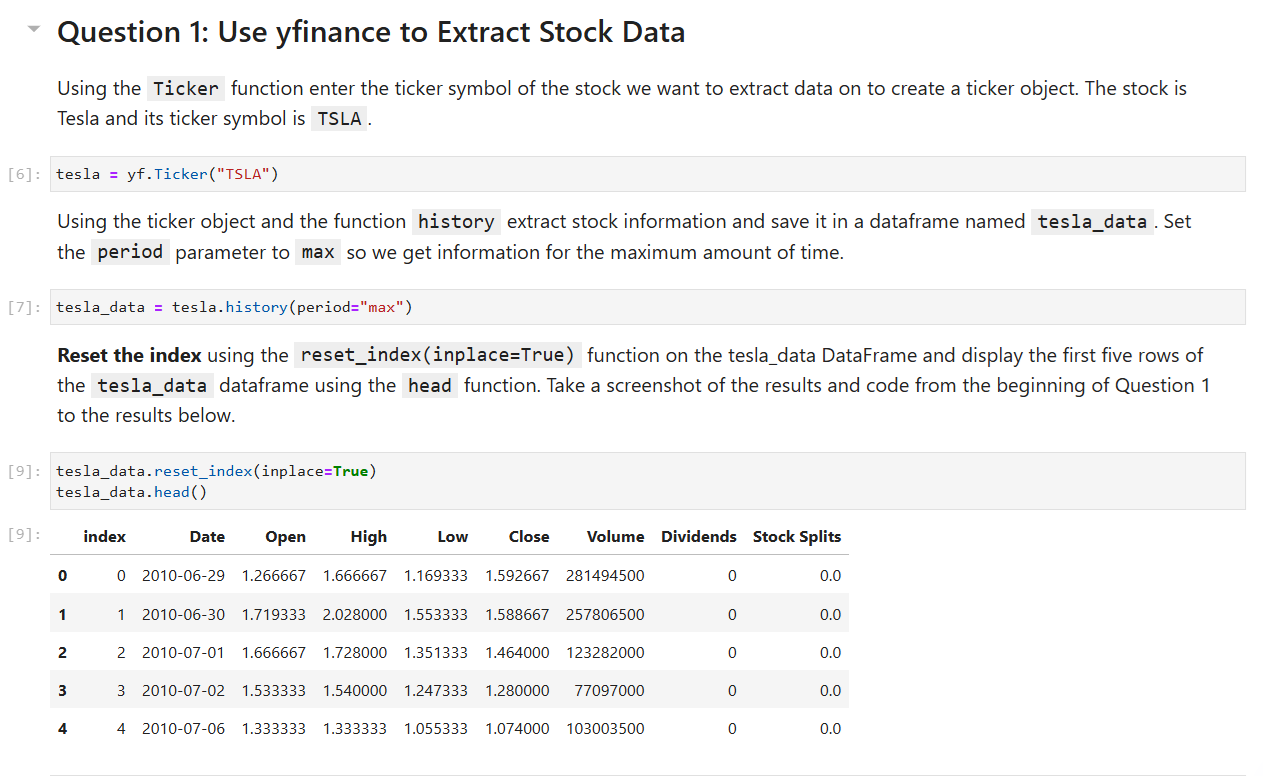 Question 1: Use yfinance to Extract Stock Data
Using the Ticker function enter the ticker symbol of the stock we want to extract data on to create a ticker object. The stock is
Tesla and its ticker symbol is TSLA.
[6]: tesla = yf.Ticker("TSLA")
Using the ticker object and the function history extract stock information and save it in a dataframe named tesla_data. Set
the period parameter to max so we get information for the maximum amount of time.
[7]: tesla_data = tesla.history(period="max")
Reset the index using the reset_index(inplace=True) function on the tesla_data DataFrame and display the first five rows of
the tesla_data dataframe using the head function. Take a screenshot of the results and code from the beginning of Question 1
to the results below.
[9]: tesla_data.reset_index(inplace=True)
tesla_data.head()
[9]: index Date Open High Low Close Volume Dividends Stock Splits
0 0 2010-06-29 1.266667 1.666667 1.169333 1.592667 281494500 0 0.0
1 1 2010-06-30 1.719333 2.028000 1.553333 1.588667 257806500 0 0.0
2 2 2010-07-01 1.666667 1.728000 1.351333 1.464000 123282000 0 0.0
3 3 2010-07-02 1.533333 1.540000 1.247333 1.280000 77097000 0 0.0
4 4 2010-07-06 1.333333 1.333333 1.055333 1.074000 103003500 0 0.0